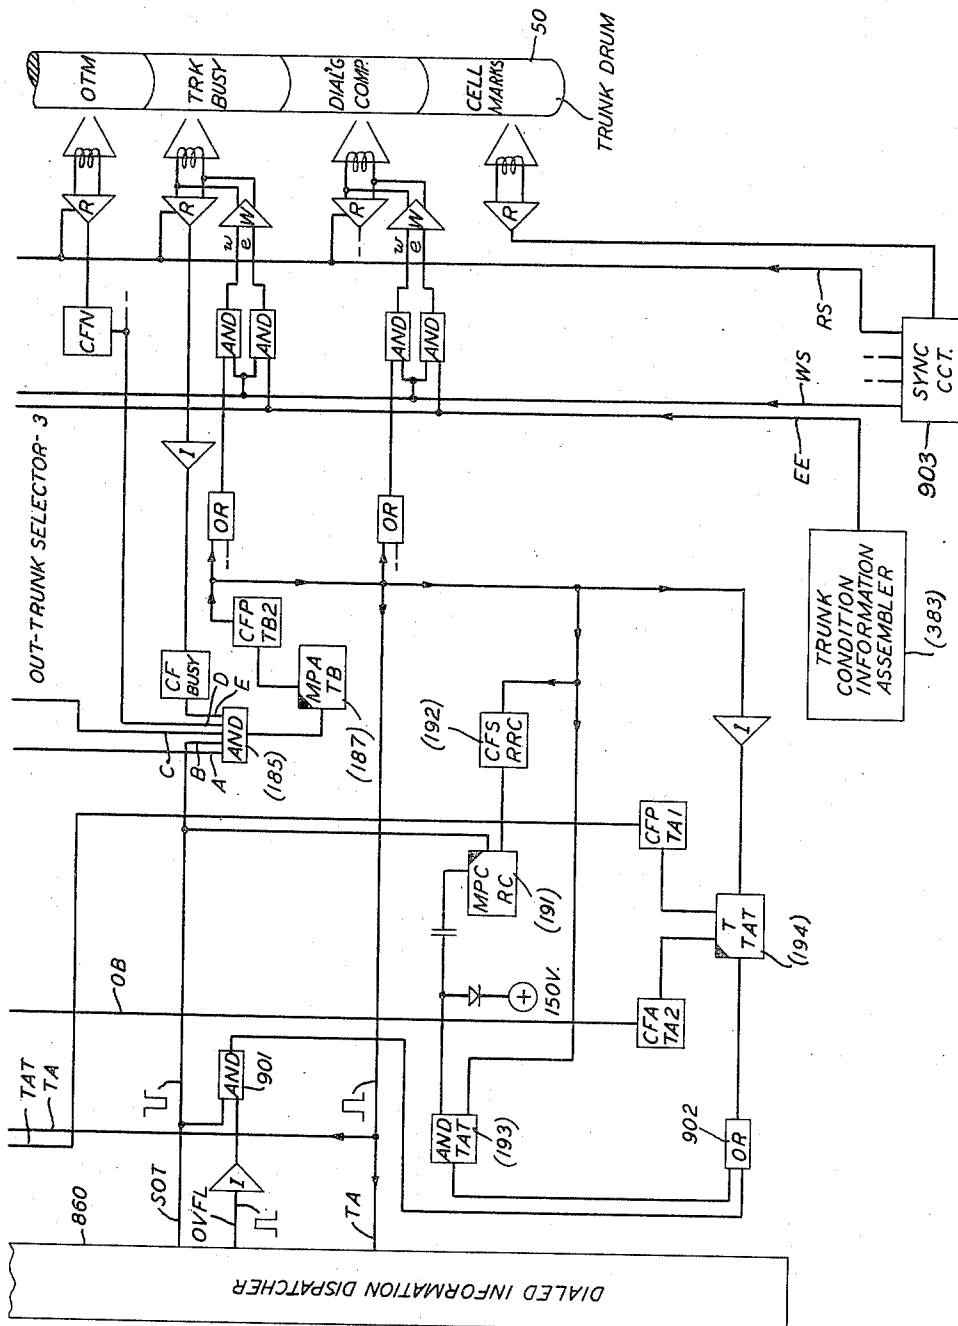 OUT-TRUNK SELECTOR-3
OTM
TRK
BUSY
DIAL'G
COMP.
CELL
MARKS
50
TRUNK DRUM
R
R
R
R
W
W
w
e
w
e
CFN
AND
AND
AND
AND
RS
WS
EE
SYNC
CCT.
903
I
OR
OR
CF
BUSY
CFP
TB2
MPA
TB
(187)
AND
(185)
A
B
C
D
E
TRUNK
CONDITION
INFORMATION
ASSEMBLER
(383)
(192)
CFS
RRC
MPC
RC
(191)
150V.
+
I
CFP
TA1
T
TAT
(194)
CFA
TA2
OB
TAT
TA
AND
901
I
AND
TAT
(193)
902
OR
860
SOT
OVFL
TA
DIALED INFORMATION DISPATCHER